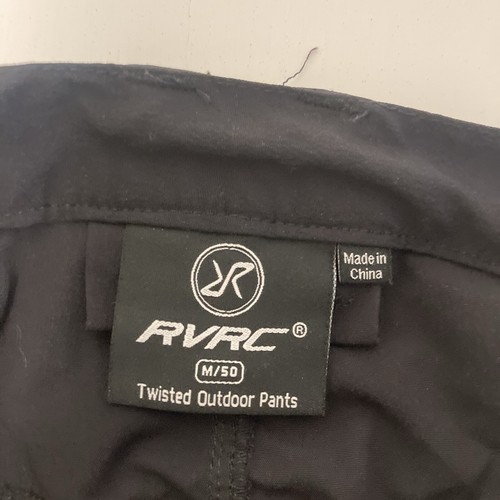 Made in
China
RVRC®
M/50
Twisted Outdoor Pants